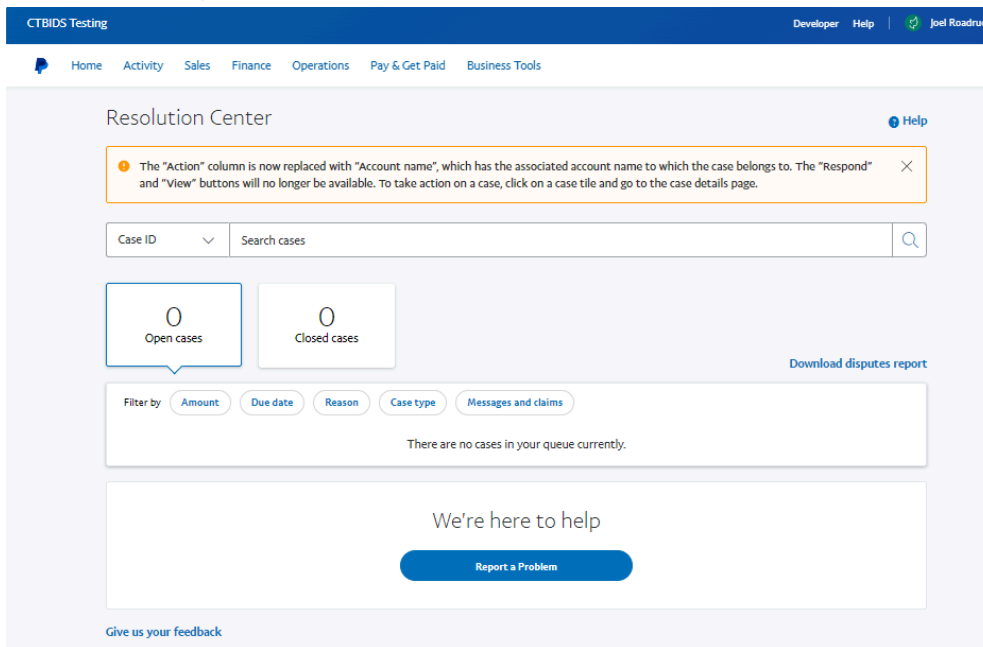 CTBIDS Testing
Developer Help Joel
Home Activity Sales Finance Operations Pay & Get Paid Business Tools
Resolution Center
Help
The "Action" column is now replaced with "Account name", which has the associated account name to which the case belongs to. The "Respond"
and "View" buttons will no longer be available. To take action on a case, click on a case tile and go to the case details page.
Case ID Search cases
0 0
Open cases Closed cases
Download disputes report
Filter by Amount Due date Reason Case type Messages and claims
There are no cases in your queue currently.
We're here to help
Report a Problem
Give us your feedback